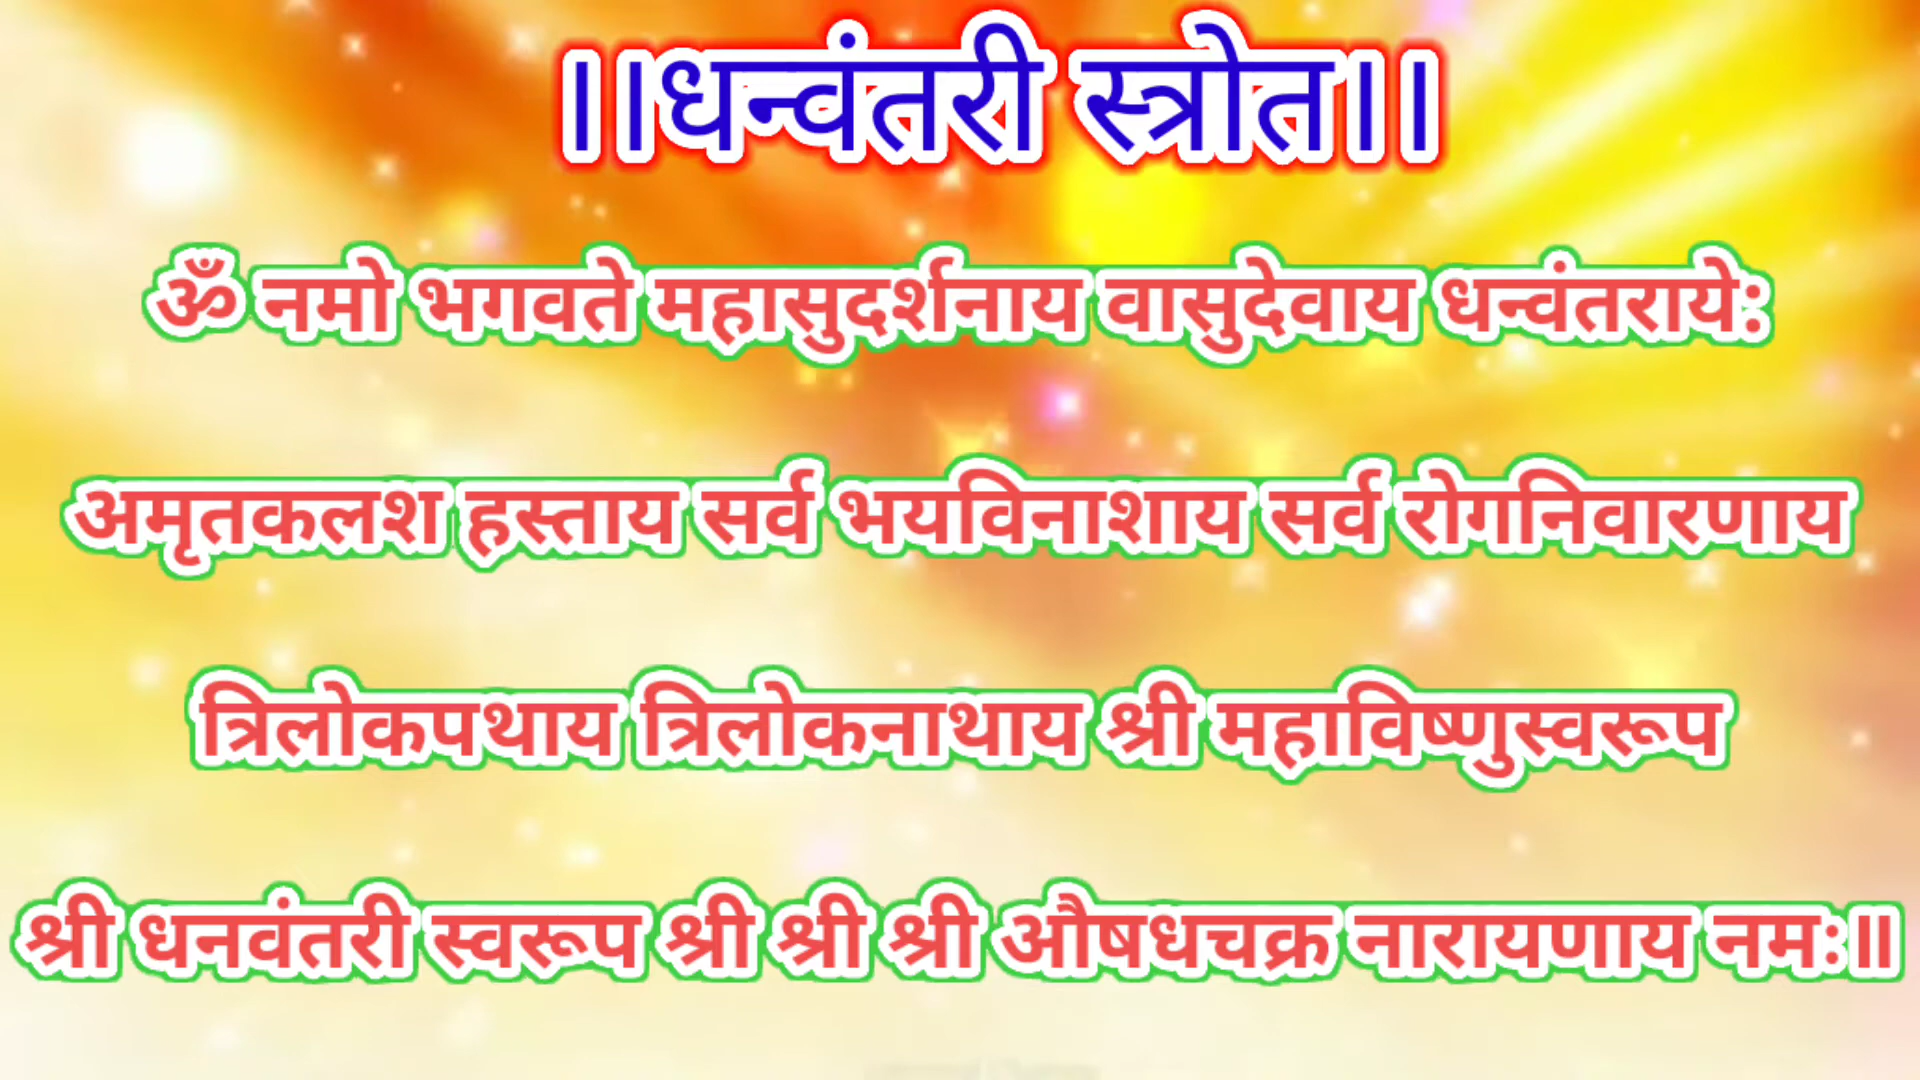 ।।धन्वंतरी स्त्रोत।।
ॐ नमो भगवते महासुदर्शनाय वासुदेवाय धन्वंतराये:
अमृतकलश हस्ताय सर्व भयविनाशाय सर्व रोगनिवारणाय
त्रिलोकपथाय त्रिलोकनाथाय श्री महाविष्णुस्वरूप
श्री धनवंतरी स्वरूप श्री श्री श्री औषधचक्र नारायणाय नमः॥